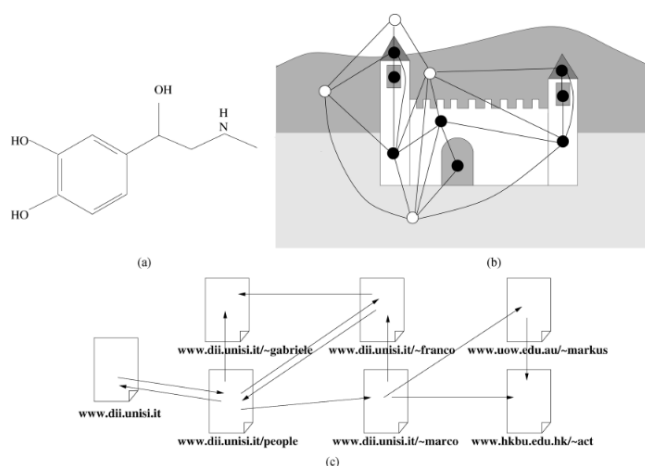 OH
H
N
HO
HO
(a)
(b)
www.dii.unisi.it/~gabriele
www.dii.unisi.it/~franco
www.uow.edu.au/~markus
www.dii.unisi.it
www.dii.unisi.it/people
www.dii.unisi.it/~marco
www.hkbu.edu.hk/~act
(c)